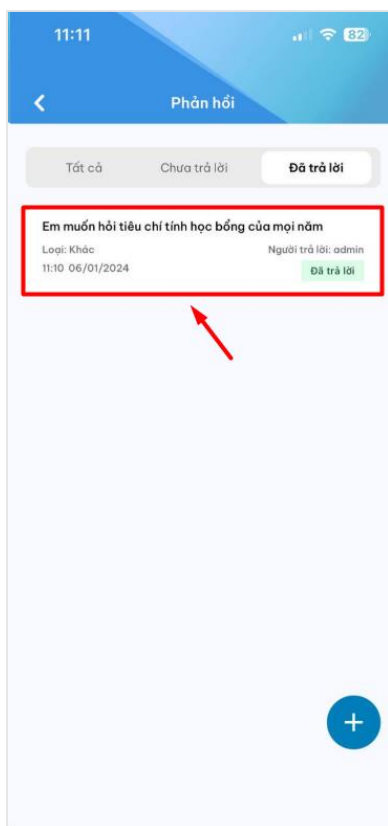 11:11 82
Phản hồi
Tất cả Chưa trả lời Đã trả lời
Em muốn hỏi tiêu chí tính học bổng của mọi năm
Loại: Khác Người trả lời: admin
11:10 06/01/2024 Đã trả lời